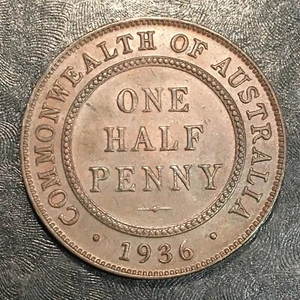 COMMONWEALTH OF AUSTRALIA
ONE
HALF
PENNY
· 1936 ·